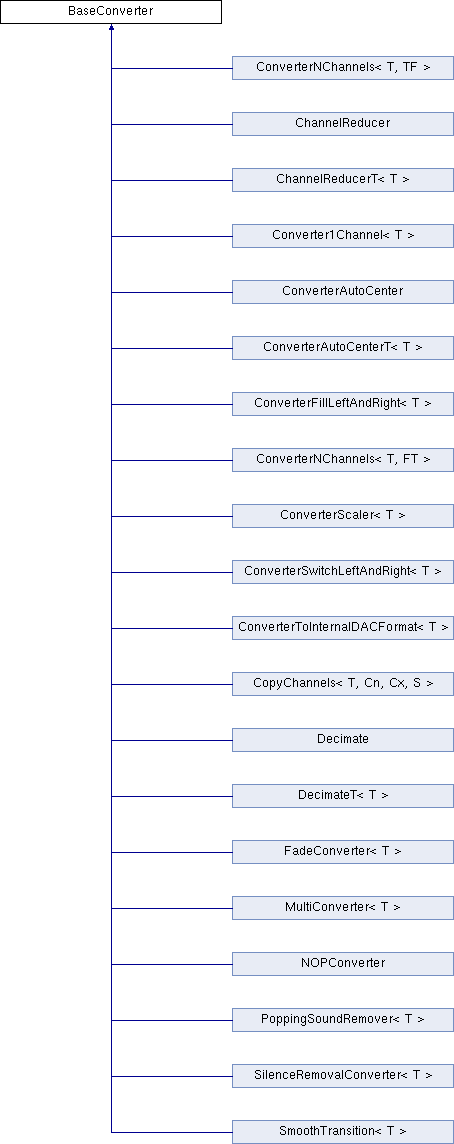 BaseConverter
ConverterNChannels< T, TF >
ChannelReducer
ChannelReducerT< T >
Converter1Channel< T >
ConverterAutoCenter
ConverterAutoCenterT< T >
ConverterFillLeftAndRight< T >
ConverterNChannels< T, FT >
ConverterScaler< T >
ConverterSwitchLeftAndRight< T >
ConverterToInternalDACFormat< T >
CopyChannels< T, Cn, Cx, S >
Decimate
DecimateT< T >
FadeConverter< T >
MultiConverter< T >
NOPConverter
PoppingSoundRemover< T >
SilenceRemovalConverter< T >
SmoothTransition< T >